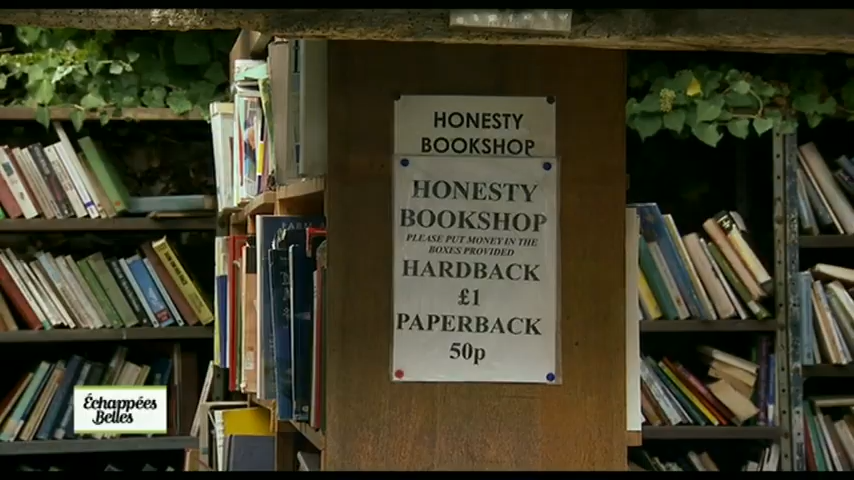 HONESTY
BOOKSHOP
HONESTY
BOOKSHOP
PLEASE PUT MONEY IN THE
BOXES PROVIDED
HARDBACK
£1
PAPERBACK
50p
Échappées
Belles